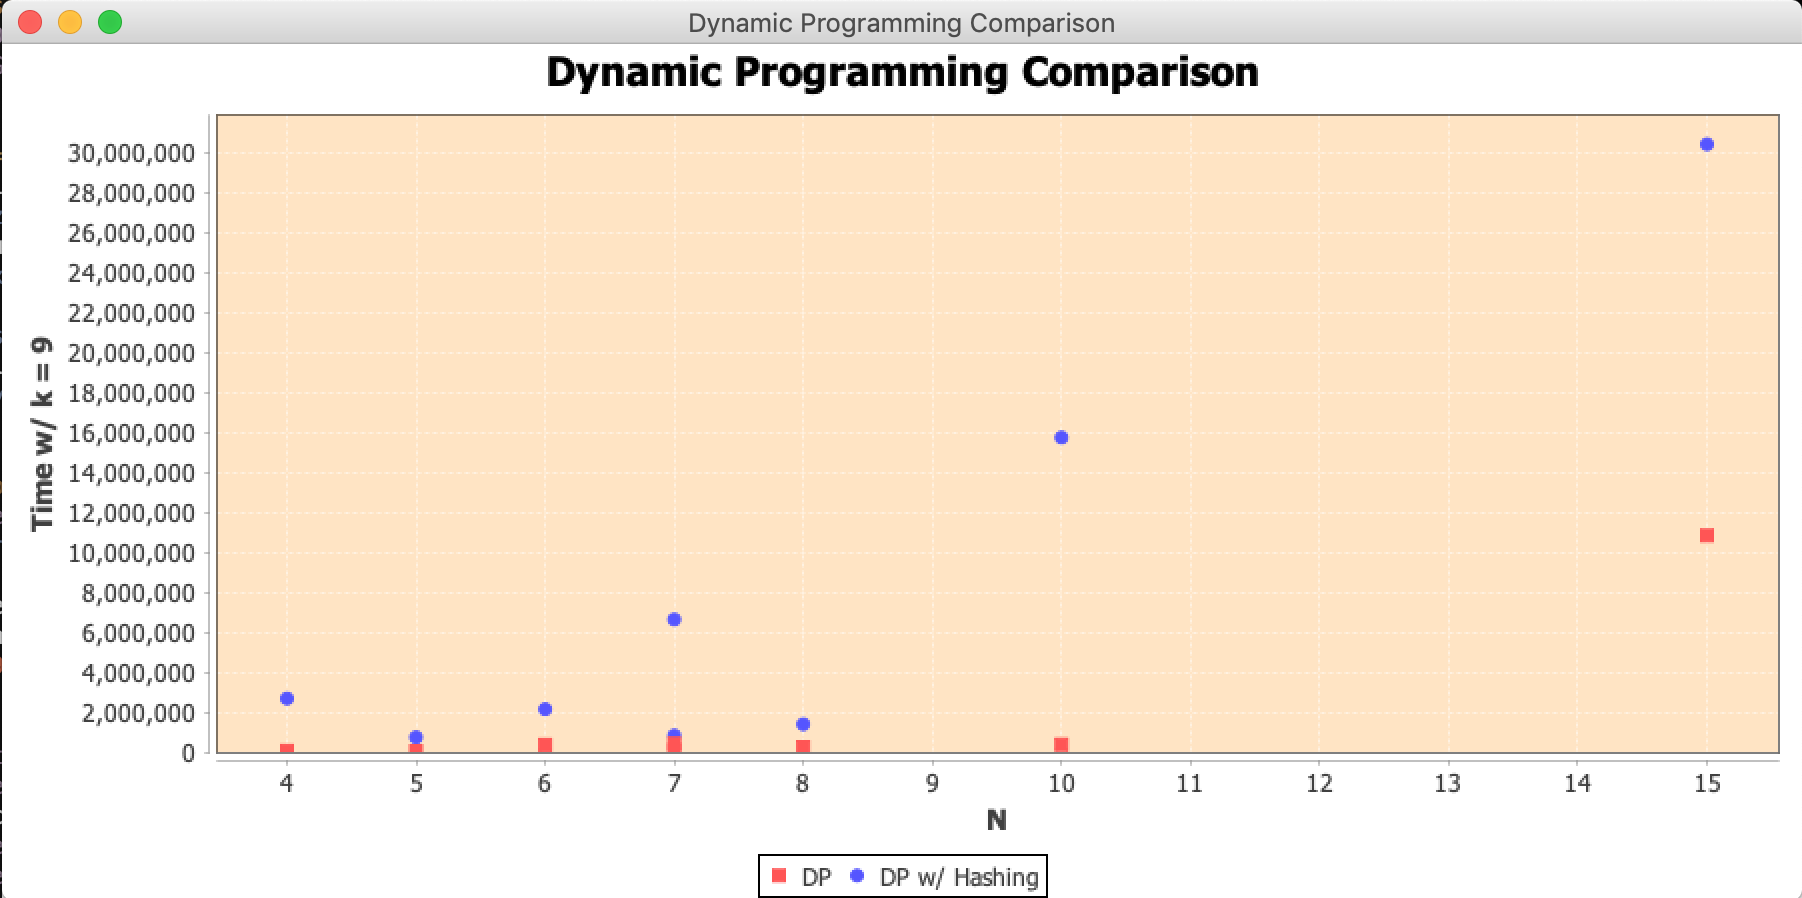 Dynamic Programming Comparison
Dynamic Programming Comparison
30,000,000
28,000,000
26,000,000
24,000,000
22,000,000
20,000,000
18,000,000
16,000,000
14,000,000
12,000,000
10,000,000
8,000,000
6,000,000
4,000,000
2,000,000
0
Time w/ k = 9
4 5 6 7 8 9 10 11 12 13 14 15
N
DP DP w/ Hashing